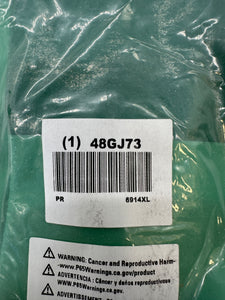 (1) 48GJ73
PR 6914XL
WARNING: Cancer and Reproductive Harm-
www.P65Warnings.ca.gov/product
ADVERTENCIA: Cáncer y daños reproductivos
-www.P65Warnings.ca.gov.